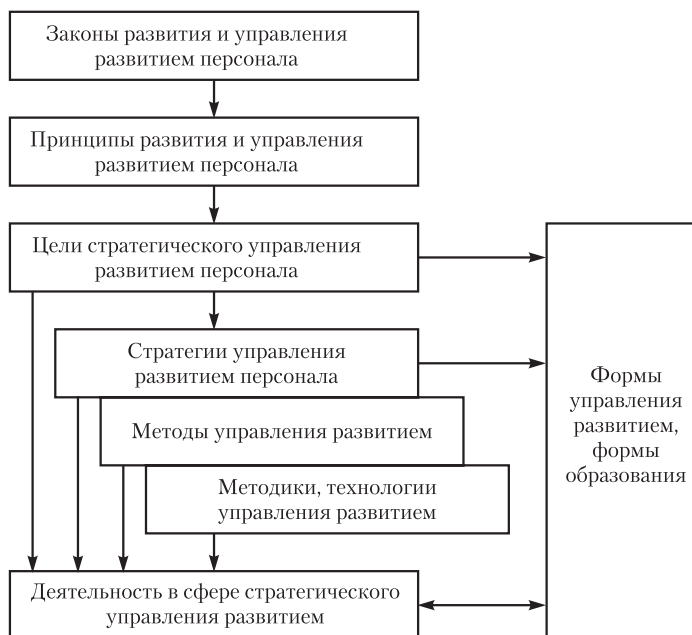 Законы развития и управления
развитием персонала
Принципы развития и управления
развитием персонала
Цели стратегического управления
развитием персонала
Стратегии управления
развитием персонала
Методы управления развитием
Методики, технологии
управления развитием
Деятельность в сфере стратегического
управления развитием
Формы
управления
развитием,
формы
образования